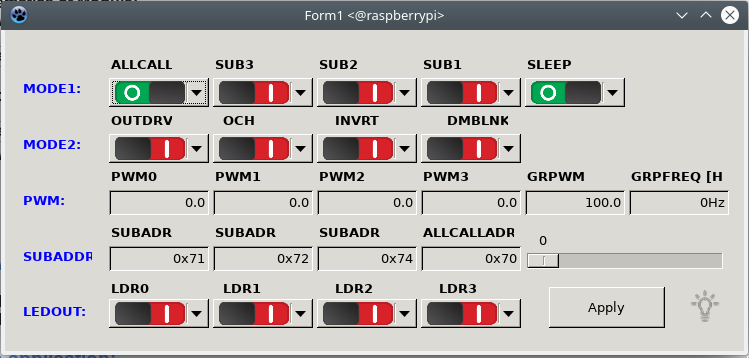 Form1 <@raspberrypi>
ALLCALL SUB3 SUB2 SUB1 SLEEP
MODE1:
OUTDRV OCH INVRT DMBLNK
MODE2:
PWM0 PWM1 PWM2 PWM3 GRPWM GRPFREQ [H
PWM: 0.0 0.0 0.0 0.0 100.0 0Hz
SUBADR SUBADR SUBADR ALLCALLADR 0
SUBADDR 0x71 0x72 0x74 0x70
LDR0 LDR1 LDR2 LDR3
LEDOUT: Apply